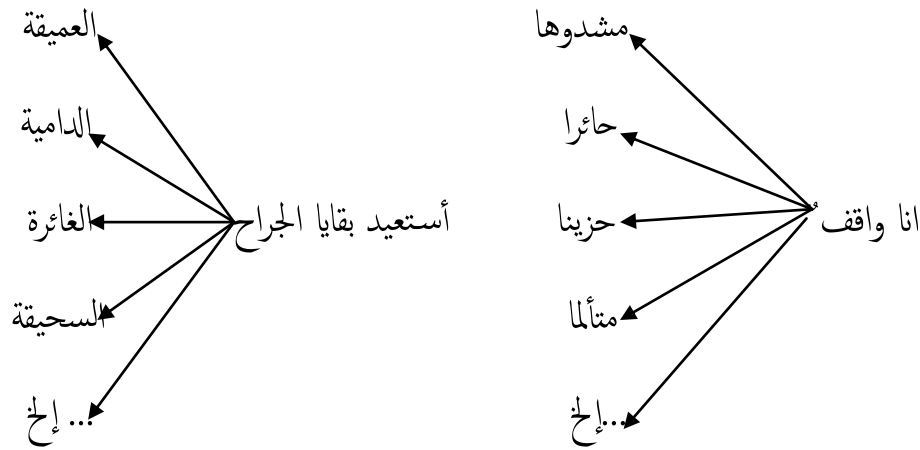 مشدوها
حائرا
انا واقفٌ
حزينا
متألما
...إلخ
العميقة
الدامية
أستعيد بقايا الجراح
الغائرة
السحيقة
... إلخ